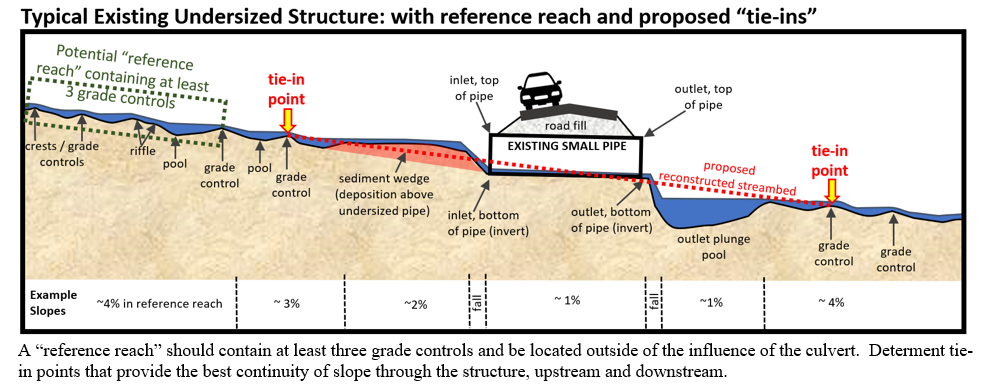 Typical Existing Undersized Structure: with reference reach and proposed “tie-ins”
Potential “reference
reach” containing at least
3 grade controls
tie-in
point
inlet, top
of pipe
outlet, top
of pipe
road fill
EXISTING SMALL PIPE
crests / grade
controls
riffle
pool
grade
control
pool
grade
control
sediment wedge
(deposition above
undersized pipe)
inlet, bottom
of pipe (invert)
outlet, bottom
of pipe (invert)
proposed
reconstructed streambed
tie-in
point
outlet plunge
pool
grade
control
grade
control
Example
Slopes
~4% in reference reach
~ 3%
~2%
fall
~ 1%
fall
~1%
~ 4%
A “reference reach” should contain at least three grade controls and be located outside of the influence of the culvert.  Determent tie-
in points that provide the best continuity of slope through the structure, upstream and downstream.